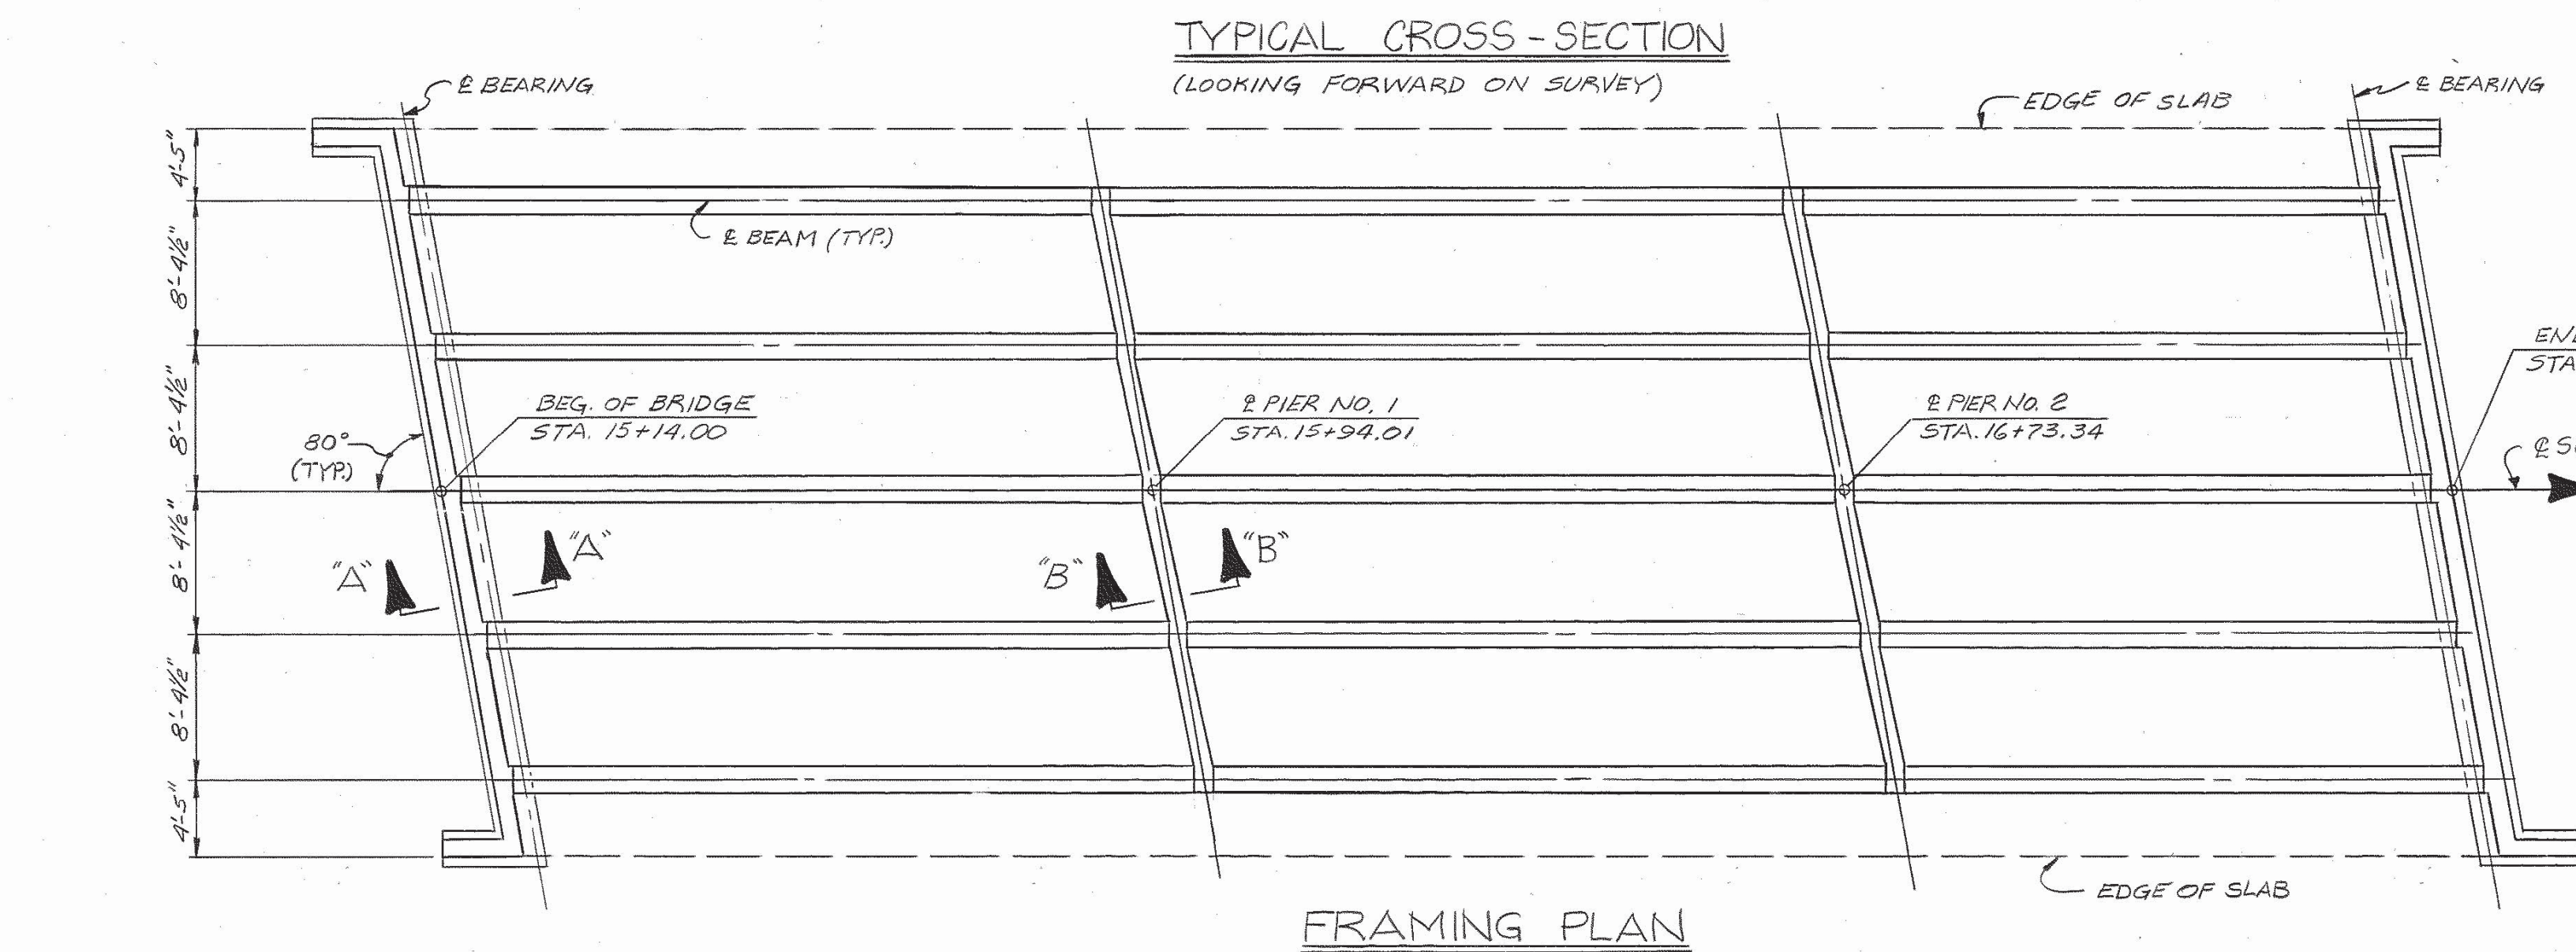 TYPICAL CROSS-SECTION
(LOOKING FORWARD ON SURVEY)
℄ BEARING
℄ BEARING
EDGE OF SLAB
4'-5"
℄ BEAM (TYP.)
8'-4½"
8'-4½"
BEG. OF BRIDGE
STA. 15+14.00
℄ PIER NO. 1
STA. 15+94.01
℄ PIER NO. 2
STA. 16+73.34
STA
80°
(TYP.)
8'-4½"
"A"
"A"
"B"
"B"
8'-4½"
4'-5"
EDGE OF SLAB
FRAMING PLAN